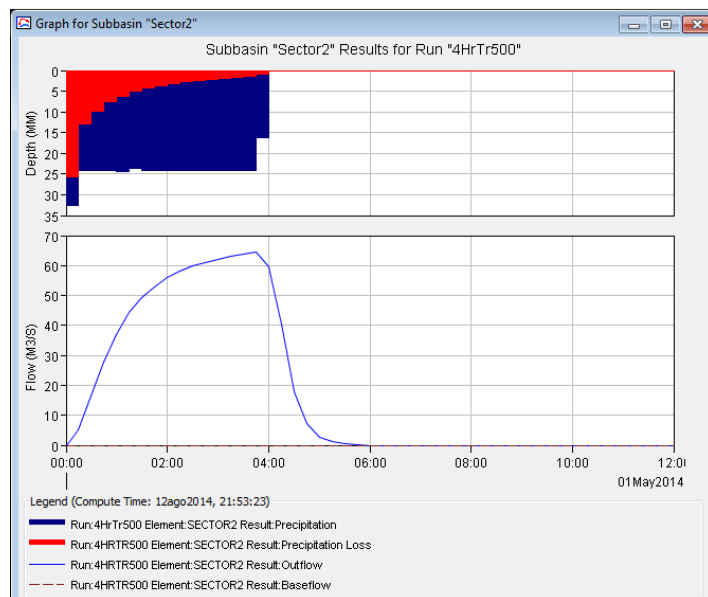 Graph for Subbasin "Sector2"
Subbasin "Sector2" Results for Run "4HrTr500"
Depth (MM)
0
5
10
15
20
25
30
35
Flow (M3/S)
70
60
50
40
30
20
10
0
00:00 02:00 04:00 06:00 08:00 10:00 12:0
01May2014
Legend (Compute Time: 12ago2014, 21:53:23)
Run:4HrTr500 Element:SECTOR2 Result:Precipitation
Run:4HRTR500 Element:SECTOR2 Result:Precipitation Loss
Run:4HRTR500 Element:SECTOR2 Result:Outflow
Run:4HRTR500 Element:SECTOR2 Result:Baseflow